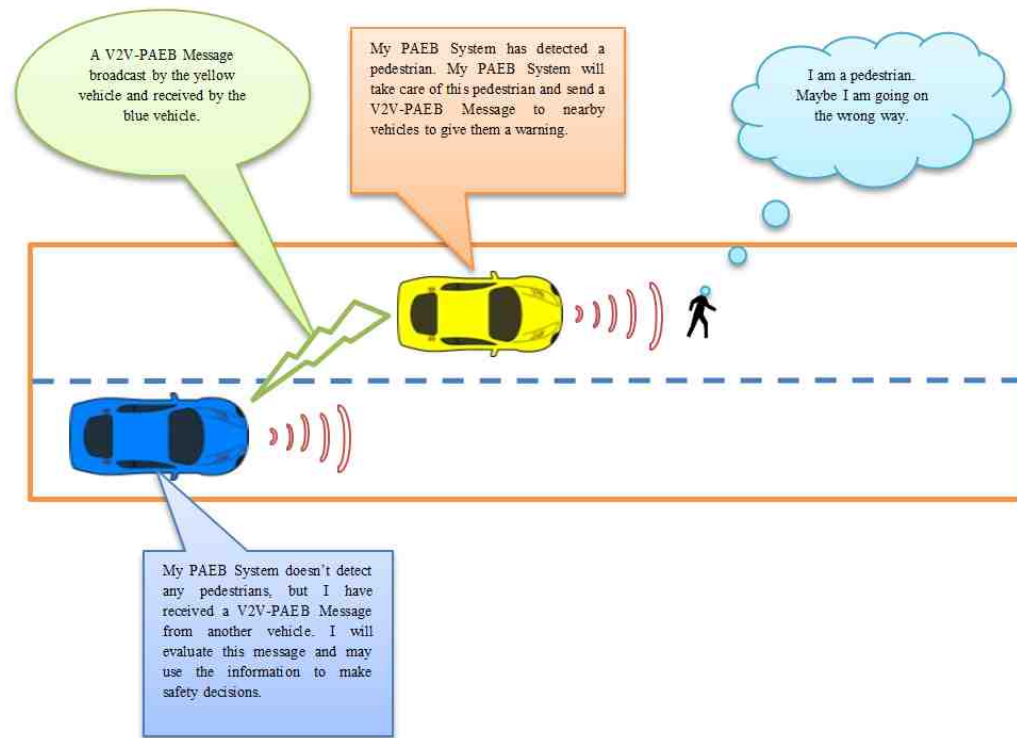 A V2V-PAEB Message
broadcast by the yellow
vehicle and received by the
blue vehicle.
My PAEB System has detected a
pedestrian. My PAEB System will
take care of this pedestrian and send
a V2V-PAEB Message to nearby
vehicles to give them a warning.
I am a pedestrian.
Maybe I am going on
the wrong way.
My PAEB System doesn't detect
any pedestrians, but I have
received a V2V-PAEB Message
from another vehicle. I will
evaluate this message and may
use the information to make
safety decisions.